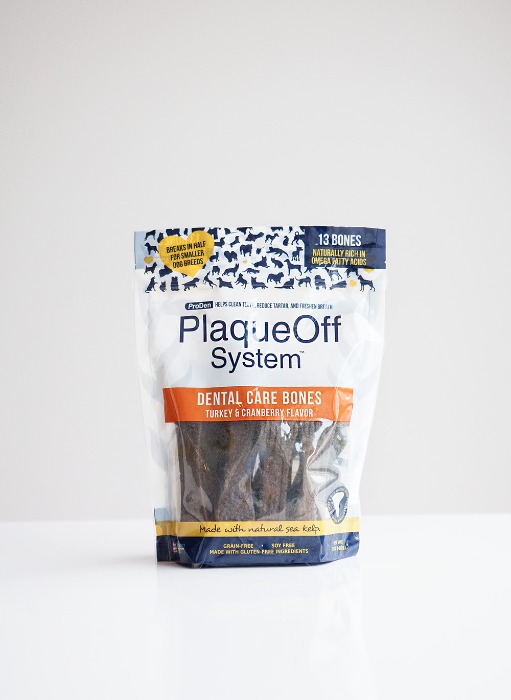 BREAKS IN HALF
FOR SMALLER
DOG BREEDS
13 BONES
NATURALLY RICH IN
OMEGA FATTY ACIDS
ProDen HELPS CLEAN TEETH, REDUCE TARTAR, AND FRESHEN BREATH
PlaqueOff
System™
DENTAL CARE BONES
TURKEY & CRANBERRY FLAVOR
Made with natural sea kelp.
GRAIN-FREE • SOY FREE
MADE WITH GLUTEN-FREE INGREDIENTS